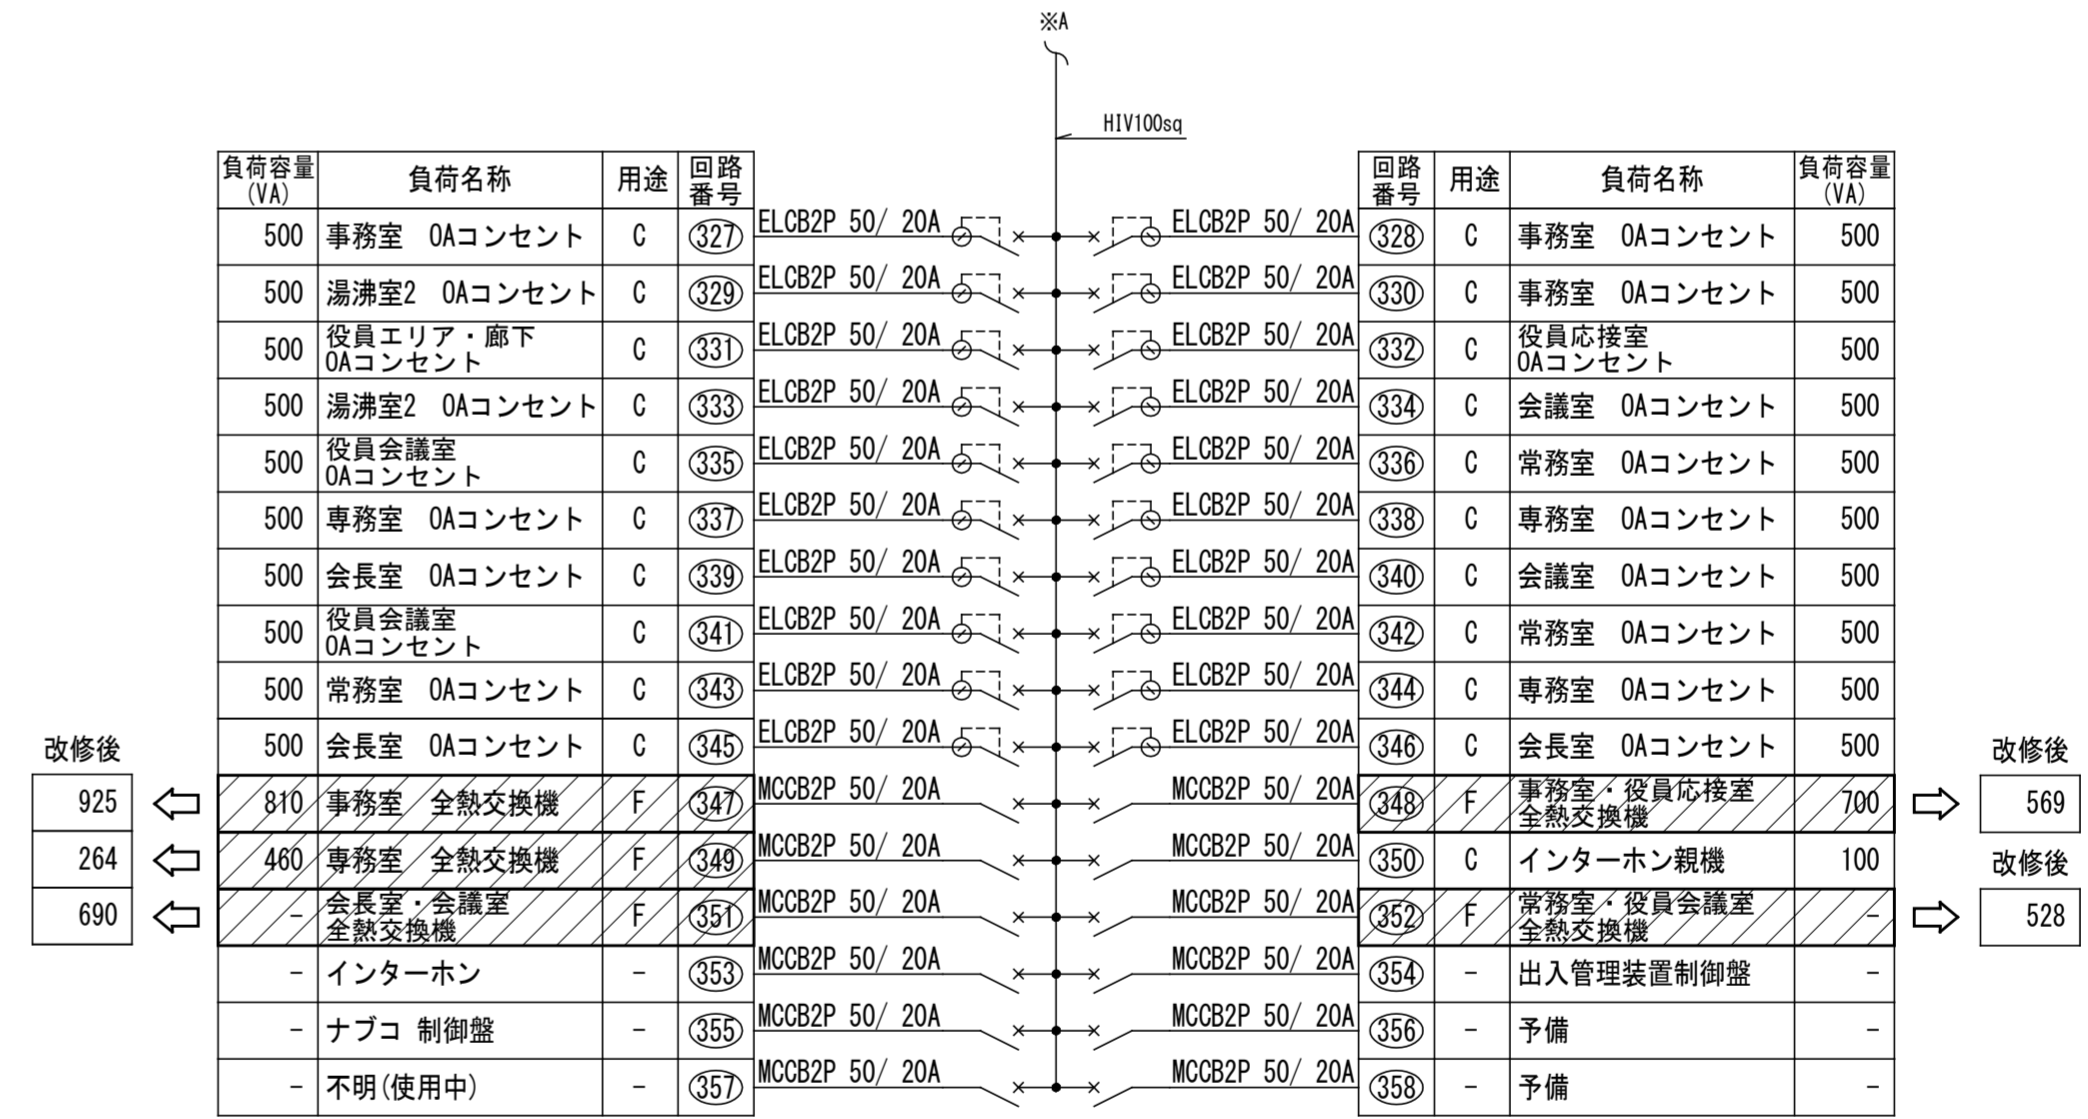 ※A
HIV100sq
負荷容量 (VA) 負荷名称 用途 回路番号 回路番号 用途 負荷名称 負荷容量 (VA)
500 事務室 OAコンセント C 327 ELCB2P 50/ 20A ELCB2P 50/ 20A 328 C 事務室 OAコンセント 500
500 湯沸室2 OAコンセント C 329 ELCB2P 50/ 20A ELCB2P 50/ 20A 330 C 事務室 OAコンセント 500
500 役員エリア・廊下 OAコンセント C 331 ELCB2P 50/ 20A ELCB2P 50/ 20A 332 C 役員応接室 OAコンセント 500
500 湯沸室2 OAコンセント C 333 ELCB2P 50/ 20A ELCB2P 50/ 20A 334 C 会議室 OAコンセント 500
500 役員会議室 OAコンセント C 335 ELCB2P 50/ 20A ELCB2P 50/ 20A 336 C 常務室 OAコンセント 500
500 専務室 OAコンセント C 337 ELCB2P 50/ 20A ELCB2P 50/ 20A 338 C 専務室 OAコンセント 500
500 会長室 OAコンセント C 339 ELCB2P 50/ 20A ELCB2P 50/ 20A 340 C 会議室 OAコンセント 500
500 役員会議室 OAコンセント C 341 ELCB2P 50/ 20A ELCB2P 50/ 20A 342 C 常務室 OAコンセント 500
500 常務室 OAコンセント C 343 ELCB2P 50/ 20A ELCB2P 50/ 20A 344 C 専務室 OAコンセント 500
改修後 500 会長室 OAコンセント C 345 ELCB2P 50/ 20A ELCB2P 50/ 20A 346 C 会長室 OAコンセント 500 改修後
925 810 事務室 全熱交換機 F 347 MCCB2P 50/ 20A MCCB2P 50/ 20A 348 F 事務室・役員応接室 全熱交換機 700 569
264 460 専務室 全熱交換機 F 349 MCCB2P 50/ 20A MCCB2P 50/ 20A 350 C インターホン親機 100 改修後
690 - 会長室・会議室 全熱交換機 F 351 MCCB2P 50/ 20A MCCB2P 50/ 20A 352 F 常務室・役員会議室 全熱交換機 - 528
- インターホン - 353 MCCB2P 50/ 20A MCCB2P 50/ 20A 354 - 出入管理装置制御盤 -
- ナブコ 制御盤 - 355 MCCB2P 50/ 20A MCCB2P 50/ 20A 356 - 予備 -
- 不明(使用中) - 357 MCCB2P 50/ 20A MCCB2P 50/ 20A 358 - 予備 -